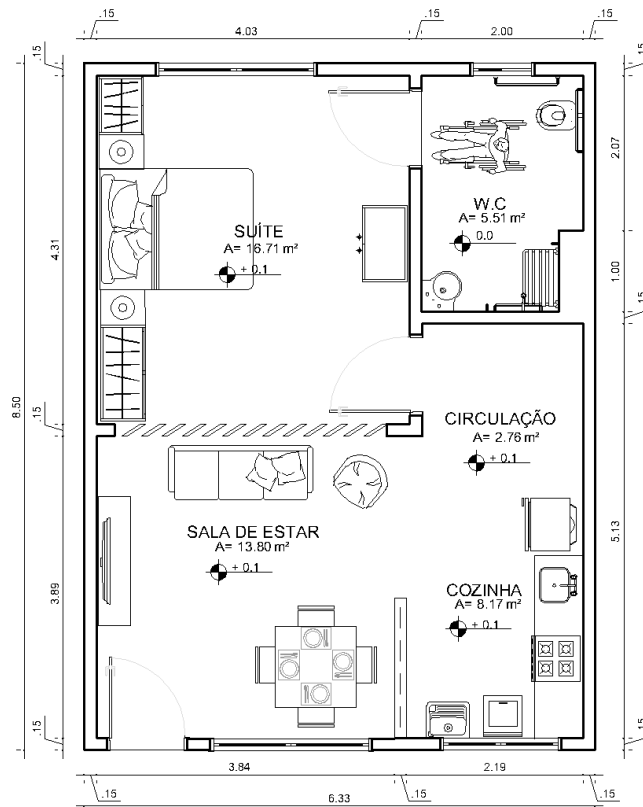 .15
.15
.15
4.03
2.00
.15
.15
2.07
SUÍTE
A= 16.71 m²
+ 0.1
W.C
A= 5.51 m²
0.0
4.31
1.00
.15
8.50
.15
CIRCULAÇÃO
A= 2.76 m²
+ 0.1
SALA DE ESTAR
A= 13.80 m²
+ 0.1
5.13
3.89
COZINHA
A= 8.17 m²
+ 0.1
.15
.15
3.84
2.19
.15
.15
.15
6.33